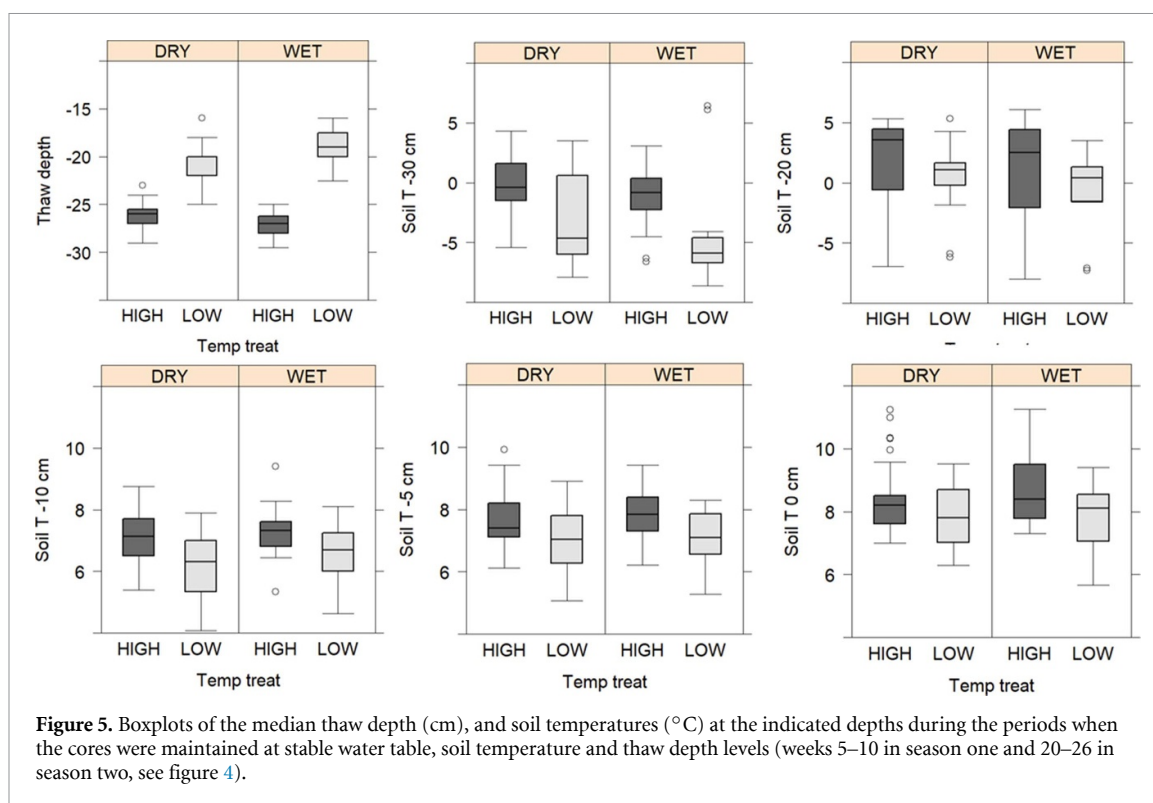 DRY WET
Thaw depth
-15
-20
-25
-30
HIGH LOW HIGH LOW
Temp treat
DRY WET
Soil T -30 cm
5
0
-5
HIGH LOW HIGH LOW
DRY WET
Soil T -20 cm
5
0
-5
HIGH LOW HIGH LOW
DRY WET
Soil T -10 cm
10
8
6
HIGH LOW HIGH LOW
Temp treat
DRY WET
Soil T -5 cm
10
8
6
HIGH LOW HIGH LOW
Temp treat
DRY WET
Soil T 0 cm
10
8
6
HIGH LOW HIGH LOW
Temp treat
Figure 5. Boxplots of the median thaw depth (cm), and soil temperatures (°C) at the indicated depths during the periods when
the cores were maintained at stable water table, soil temperature and thaw depth levels (weeks 5–10 in season one and 20–26 in
season two, see figure 4).